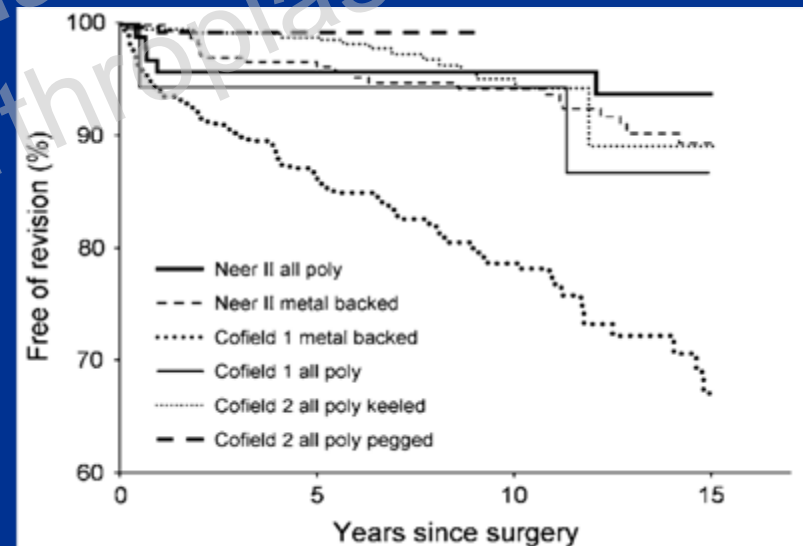 100
90
80
70
60
Free of revision (%)
Neer II all poly
Neer II metal backed
Cofield 1 metal backed
Cofield 1 all poly
Cofield 2 all poly keeled
Cofield 2 all poly pegged
0 5 10 15
Years since surgery